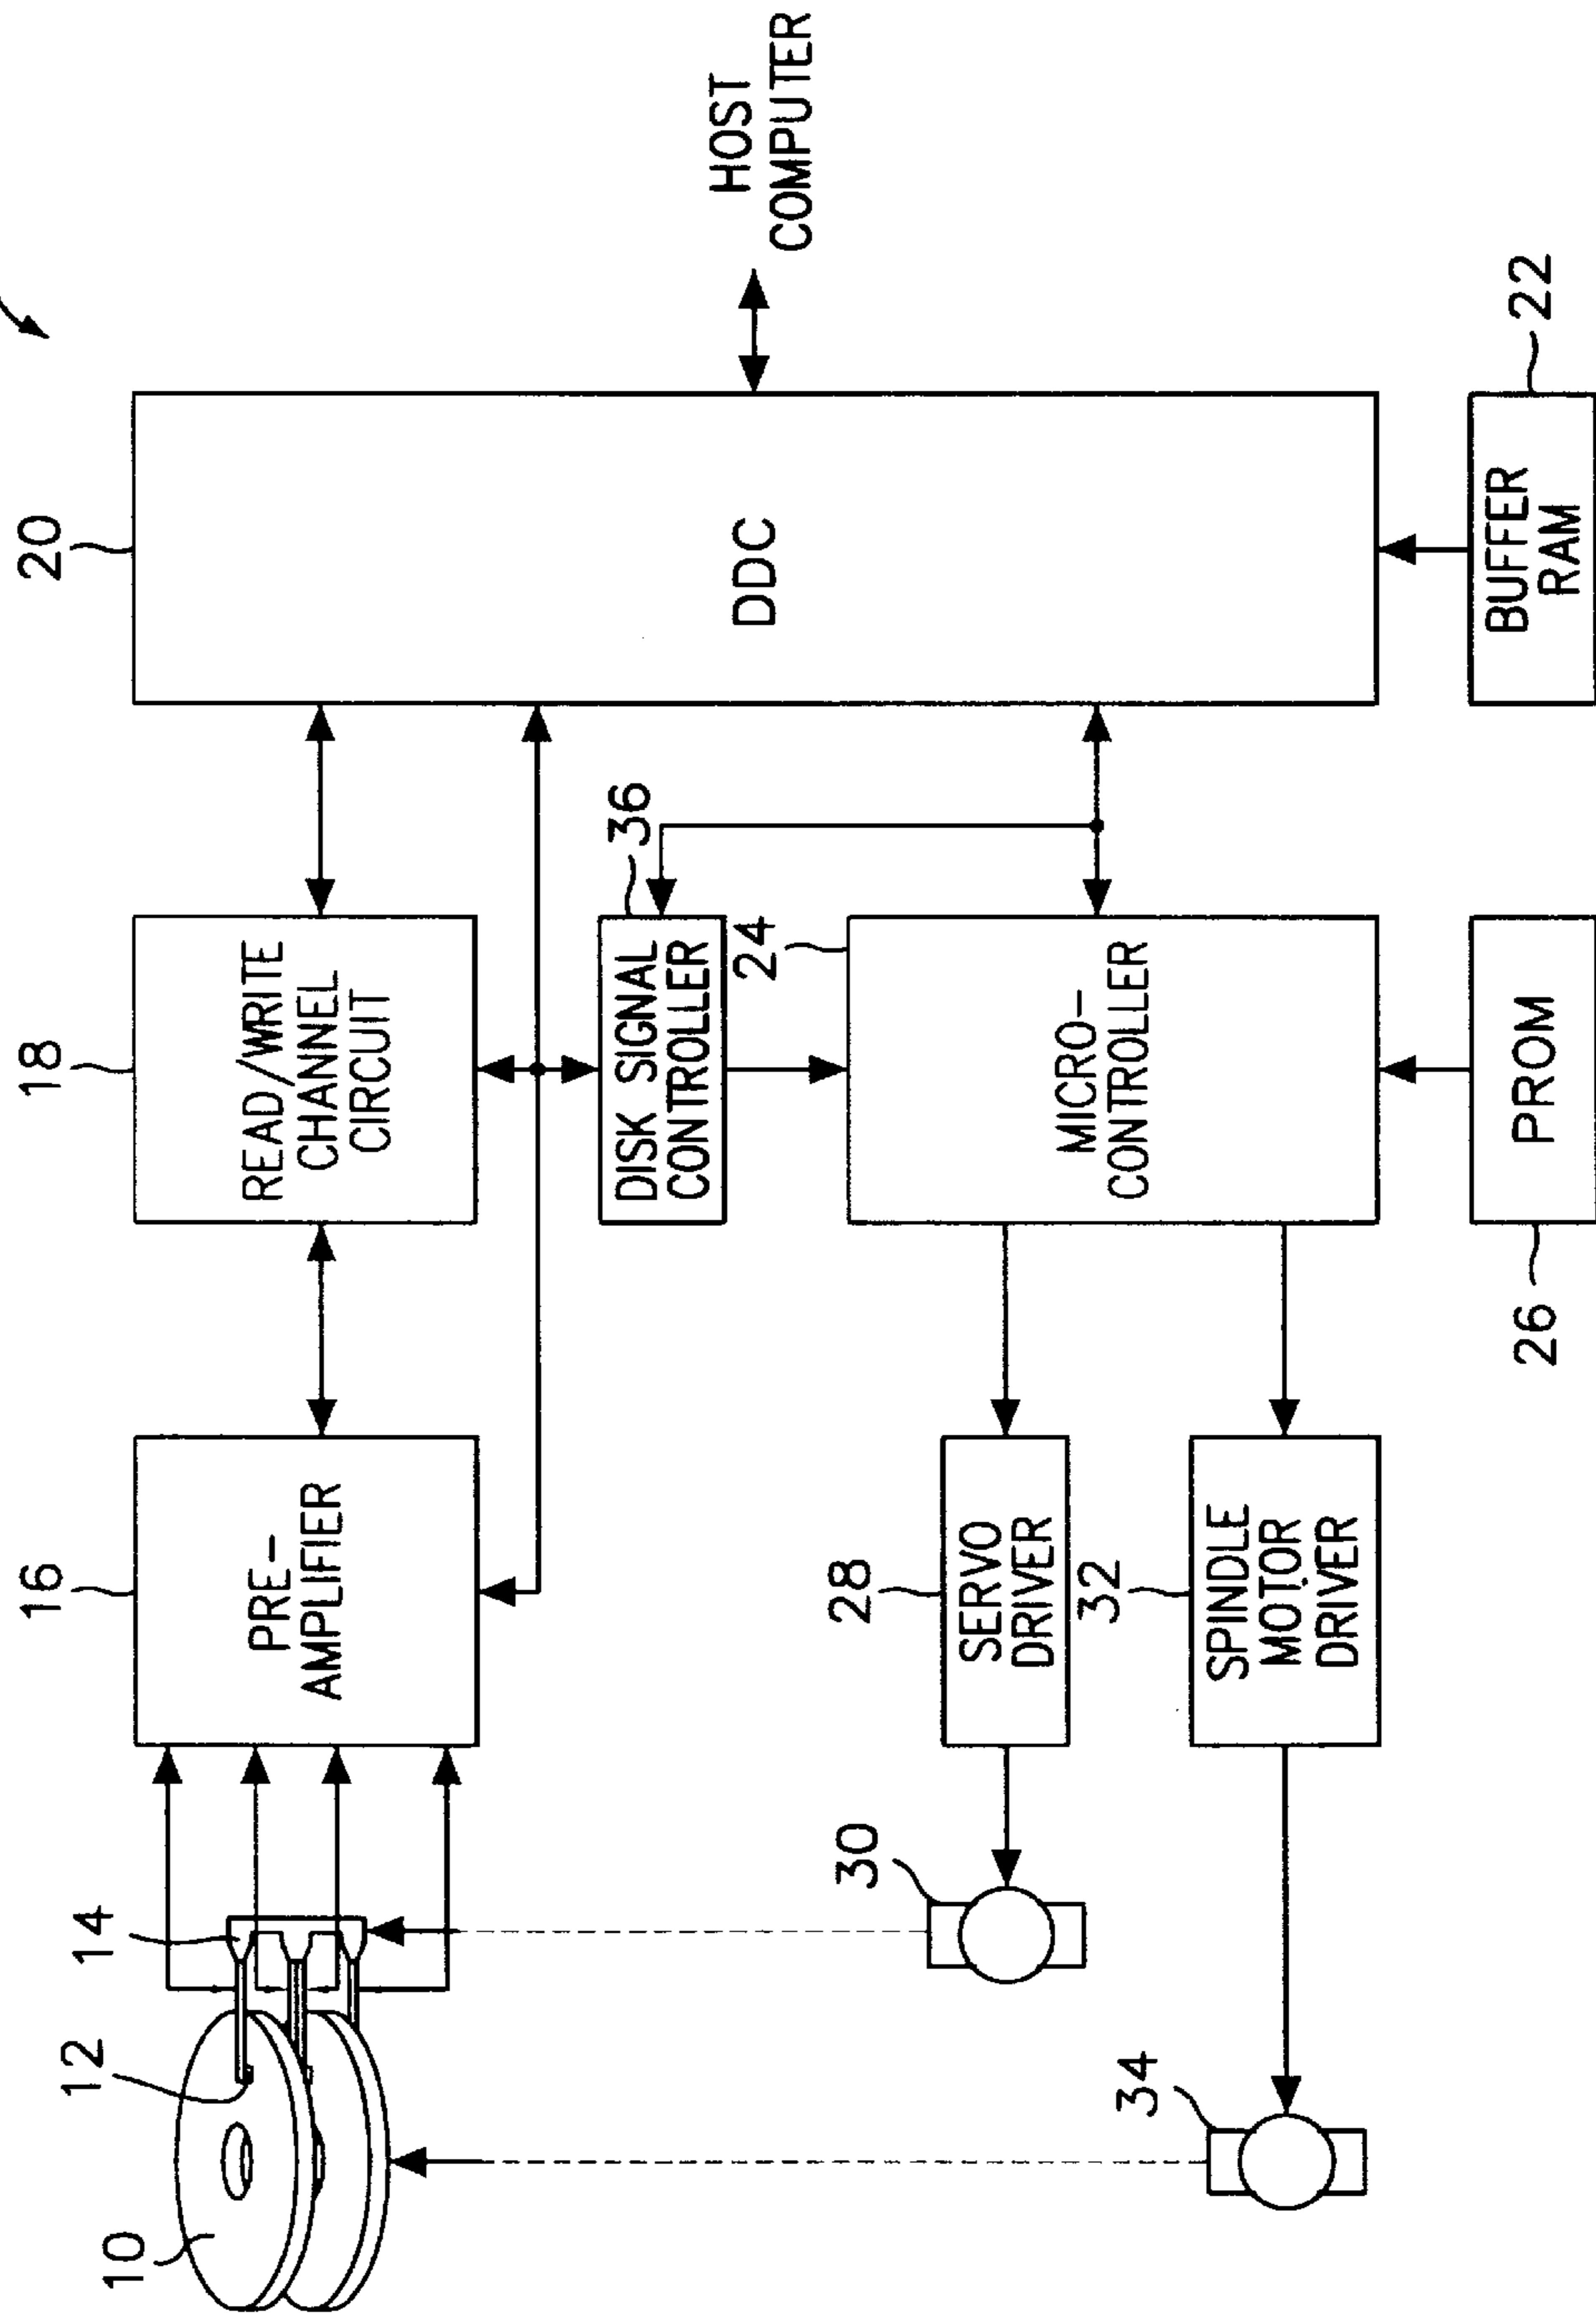 10
12
14
16
PRE-
AMPLIFIER
18
READ/WRITE
CHANNEL
CIRCUIT
20
DDC
HOST
COMPUTER
36
DISK SIGNAL
CONTROLLER
24
MICRO-
CONTROLLER
28
SERVO
DRIVER
30
32
SPINDLE
MOTOR
DRIVER
34
26
PROM
22
BUFFER
RAM